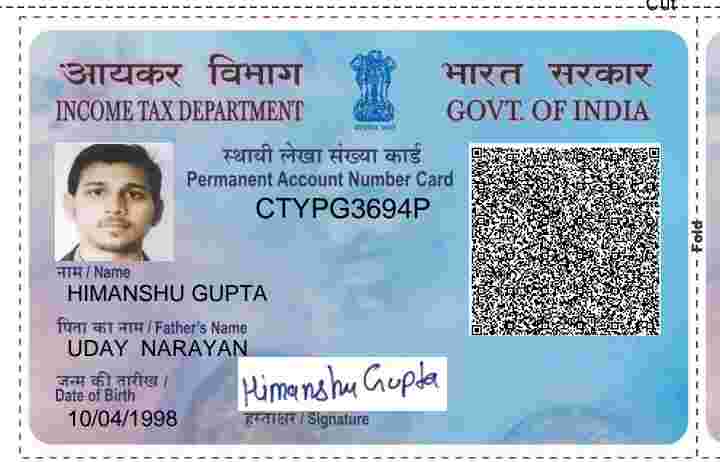 Cut
आयकर विभाग
INCOME TAX DEPARTMENT
भारत सरकार
GOVT. OF INDIA
स्थायी लेखा संख्या कार्ड
Permanent Account Number Card
CTYPG3694P
नाम / Name
HIMANSHU GUPTA
पिता का नाम / Father's Name
UDAY NARAYAN
जन्म की तारीख /
Date of Birth
10/04/1998
Himanshu Gupta
हस्ताक्षर / Signature
Fold